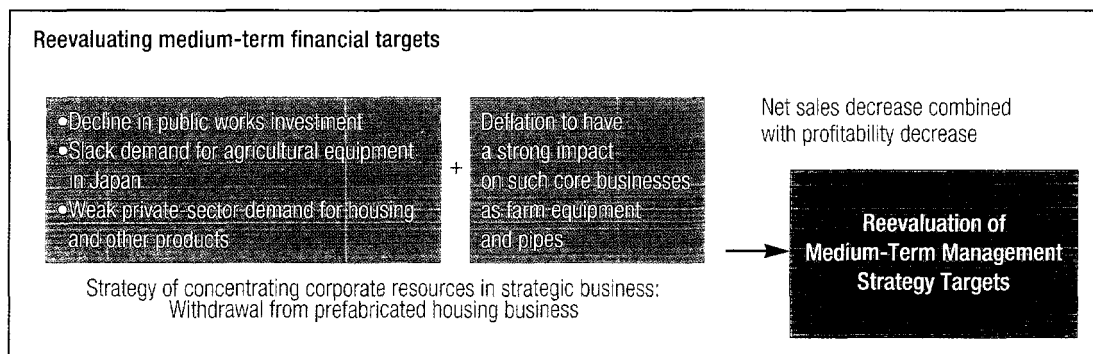 Reevaluating medium-term financial targets
•Decline in public works investment
•Slack demand for agricultural equipment
in Japan
•Weak private-sector demand for housing
and other products
+
Deflation to have
a strong impact
on such core businesses
as farm equipment
and pipes
Strategy of concentrating corporate resources in strategic business:
Withdrawal from prefabricated housing business
Net sales decrease combined
with profitability decrease
Reevaluation of
Medium-Term Management
Strategy Targets